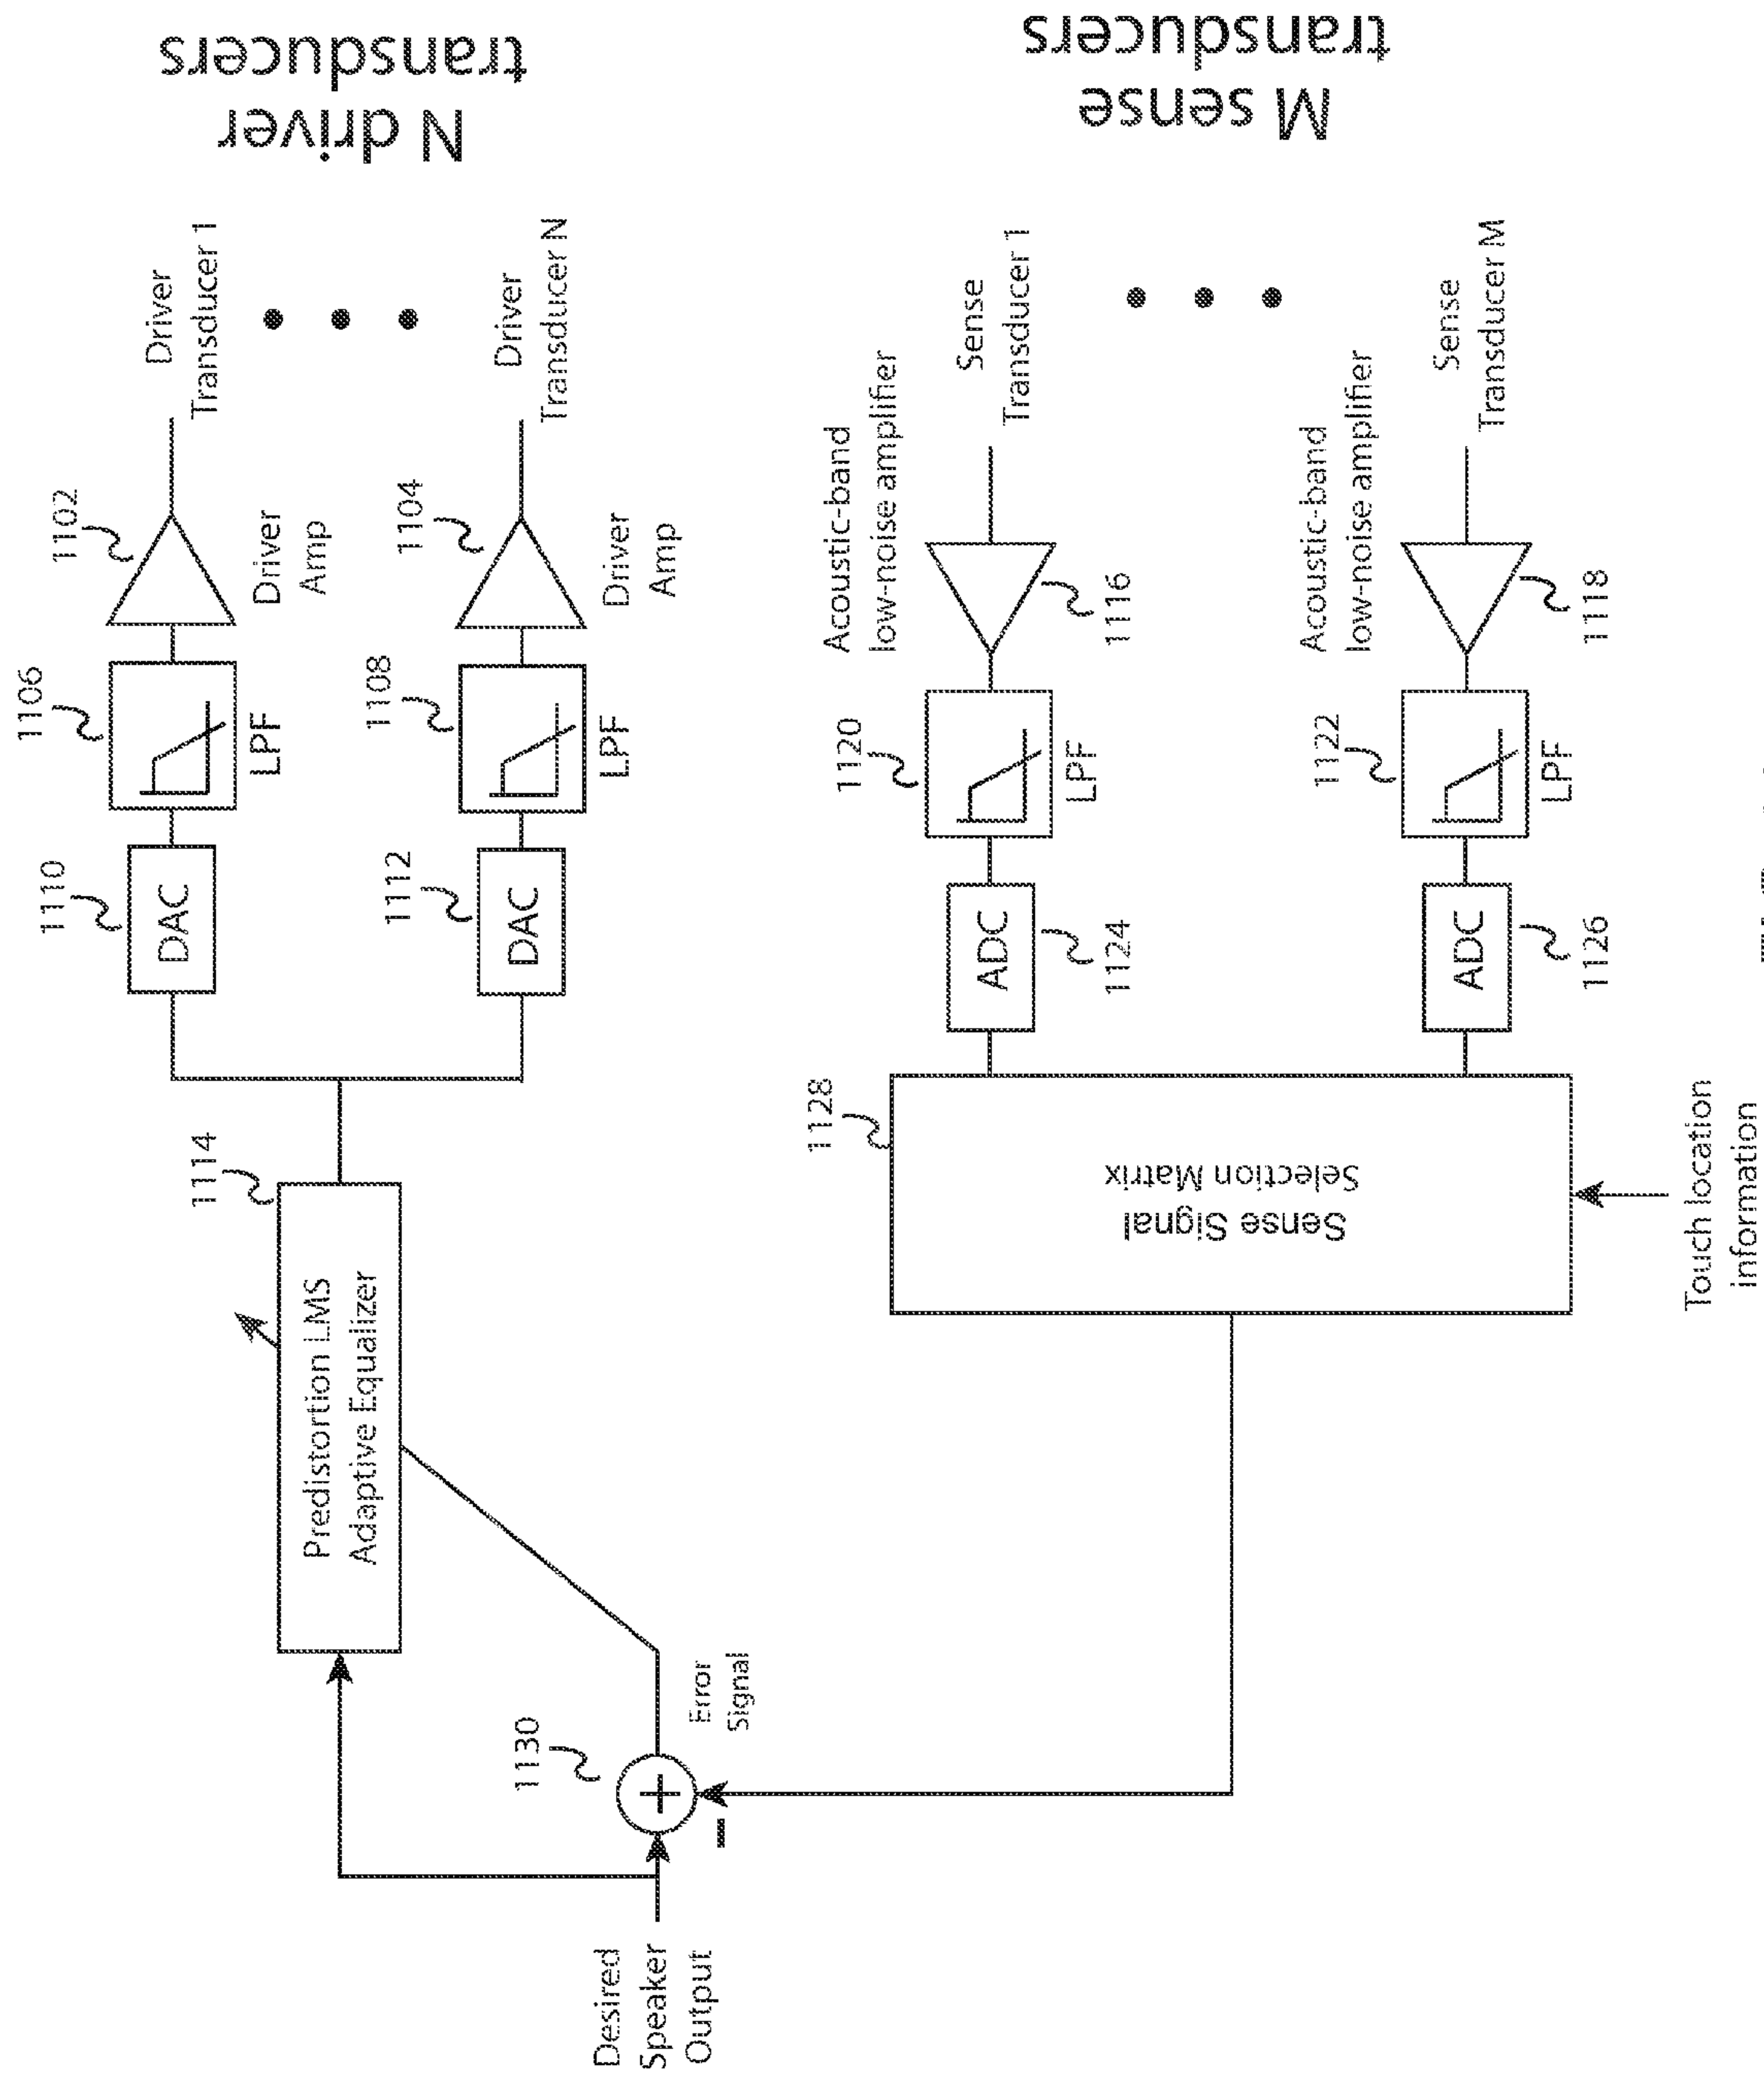 N driver
transducers
Driver
Transducer 1
Driver
Transducer N
1102
Driver
Amp
1104
Driver
Amp
1106
LPF
1108
LPF
1110
DAC
1112
DAC
1114
Predistortion LMS
Adaptive Equalizer
M sense
transducers
Sense
Transducer 1
Sense
Transducer M
Acoustic-band
low-noise amplifier
1116
Acoustic-band
low-noise amplifier
1118
1120
LPF
1122
LPF
ADC
1124
ADC
1126
1128
Sense Signal
Selection Matrix
Touch location
information
1130
+
−
Error
Signal
Desired
Speaker
Output